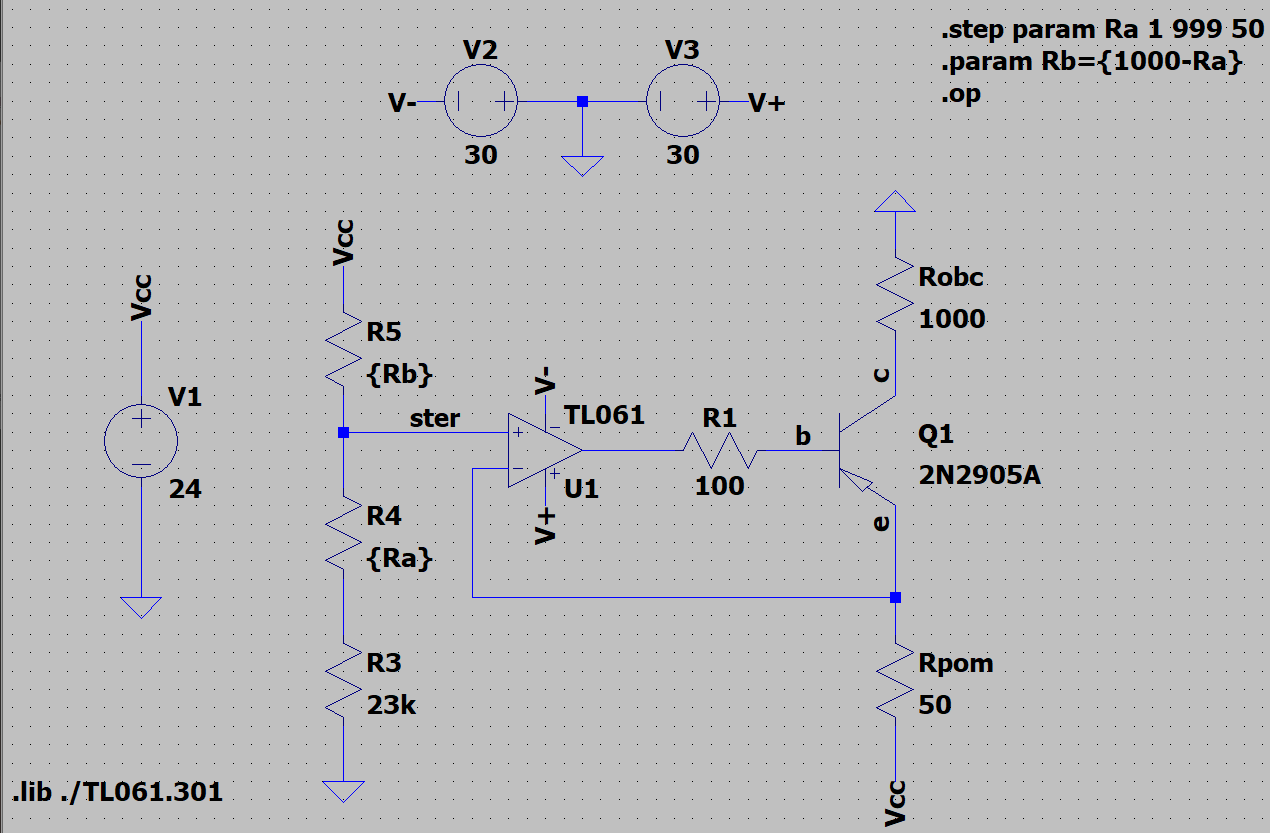 .step param Ra 1 999 50
.param Rb={1000-Ra}
.op
V2
V3
V-
V+
30
30
Vcc
Vcc
V1
24
R5
{Rb}
ster
R4
{Ra}
R3
23k
V-
TL061
U1
V+
R1
100
b
Robc
1000
c
Q1
2N2905A
e
Rpom
50
Vcc
.lib ./TL061.301